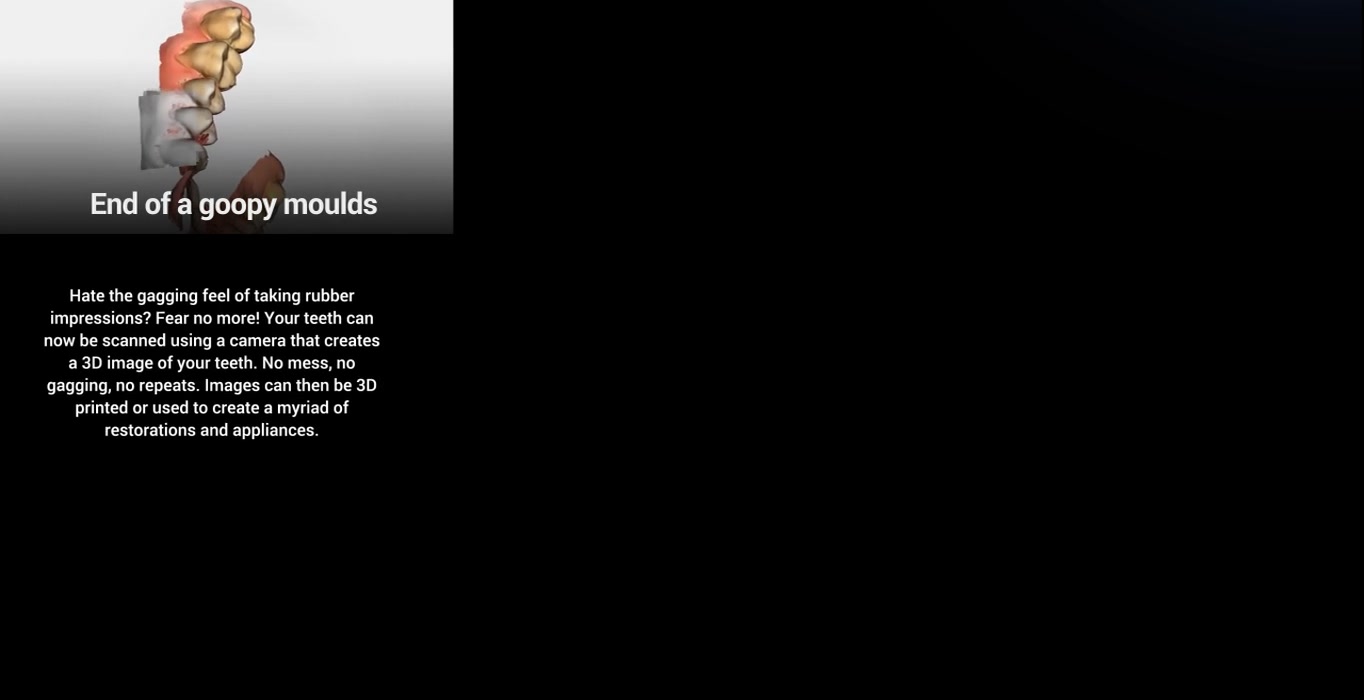 End of a goopy moulds
Hate the gagging feel of taking rubber
impressions? Fear no more! Your teeth can
now be scanned using a camera that creates
a 3D image of your teeth. No mess, no
gagging, no repeats. Images can then be 3D
printed or used to create a myriad of
restorations and appliances.